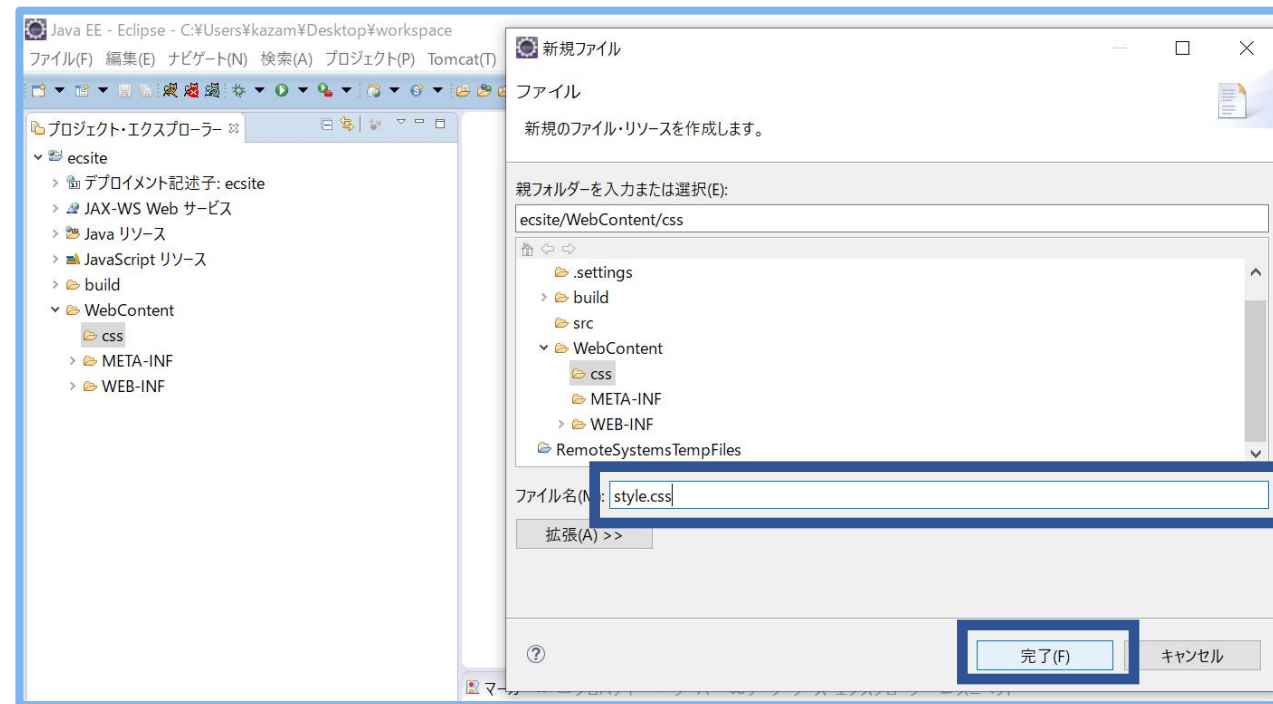 Java EE - Eclipse - C:¥Users¥kazam¥Desktop¥workspace
ファイル(F) 編集(E) ナビゲート(N) 検索(A) プロジェクト(P) Tomcat(T)
プロジェクト・エクスプローラー
ecsite
デプロイメント記述子: ecsite
JAX-WS Web サービス
Java リソース
JavaScript リソース
build
WebContent
css
META-INF
WEB-INF
新規ファイル
ファイル
新規のファイル・リソースを作成します。
親フォルダーを入力または選択(E):
ecsite/WebContent/css
.settings
build
src
WebContent
css
META-INF
WEB-INF
RemoteSystemsTempFiles
ファイル名(M): style.css
拡張(A) >>
完了(F)
キャンセル